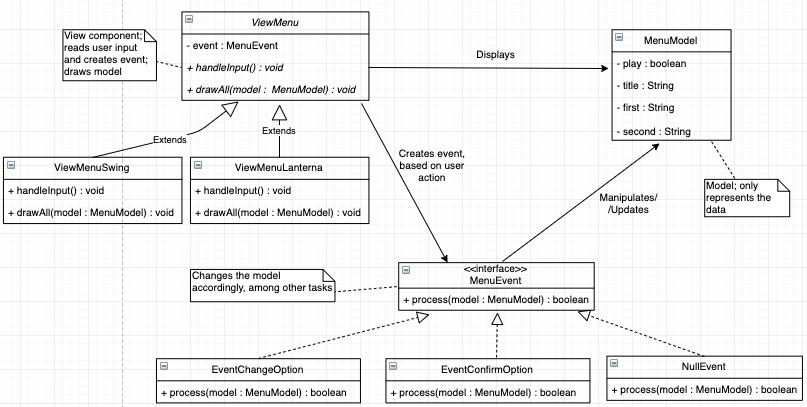 View component;
reads user input
and creates event;
draws model
ViewMenu
- event : MenuEvent
+ handleInput() : void
+ drawAll(model : MenuModel) : void
Displays
MenuModel
- play : boolean
- title : String
- first : String
- second : String
Extends
Extends
ViewMenuSwing
+ handleInput() : void
+ drawAll(model : MenuModel) : void
ViewMenuLanterna
+ handleInput() : void
+ drawAll(model : MenuModel) : void
Creates event,
based on user
action
Manipulates/
/Updates
Model; only
represents the
data
Changes the model
accordingly, among other tasks
<<interface>>
MenuEvent
+ process(model : MenuModel) : boolean
EventChangeOption
+ process(model : MenuModel) : boolean
EventConfirmOption
+ process(model : MenuModel) : boolean
NullEvent
+ process(model : MenuModel) : boolean